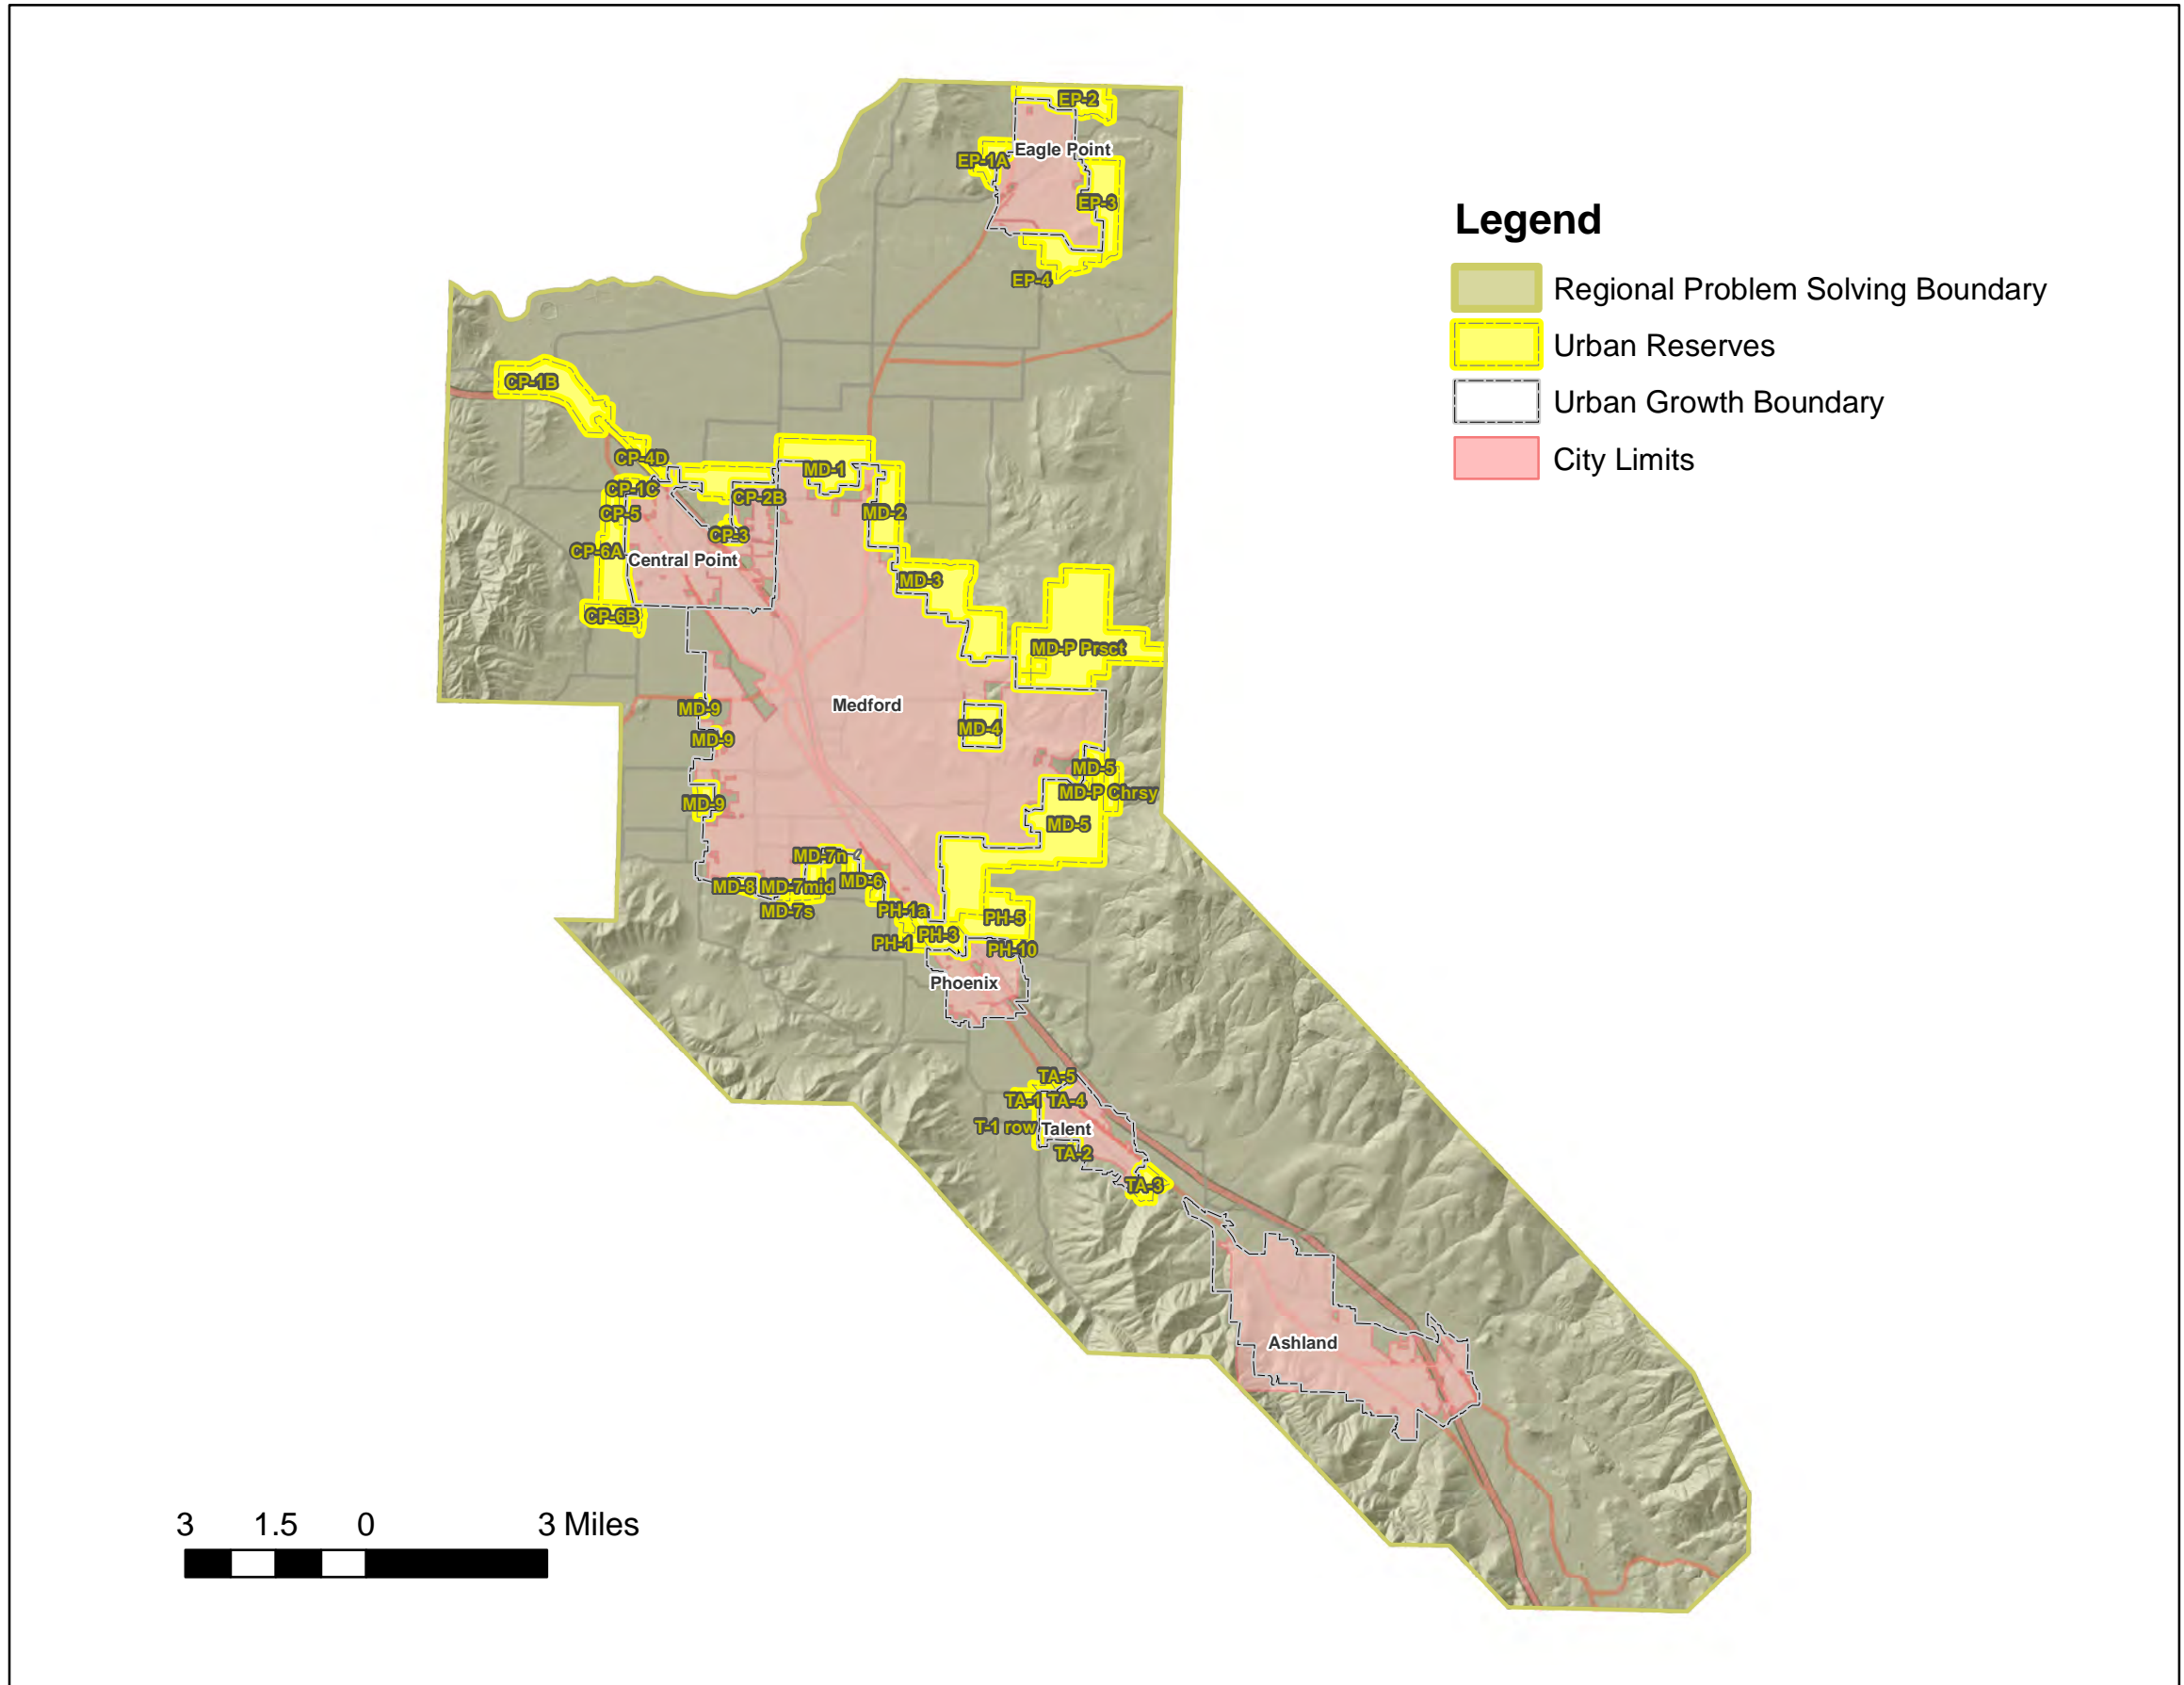 EP-2
Eagle Point
EP-1A
EP-3
EP-4
Legend
Regional Problem Solving Boundary
Urban Reserves
Urban Growth Boundary
City Limits
CP-1B
CP-4D
CP-1C
CP-2B
CP-5
CP-3
CP-6A
Central Point
CP-6B
MD-1
MD-2
MD-3
MD-P Prsct
MD-9
Medford
MD-4
MD-9
MD-5
MD-P Chrsy
MD-9
MD-5
MD-7n
MD-8
MD-7mid
MD-6
MD-7s
PH-1a
PH-5
PH-3
PH-1
PH-10
Phoenix
TA-5
TA-1
TA-4
T-1 row
Talent
TA-2
TA-3
Ashland
3 1.5 0 3 Miles